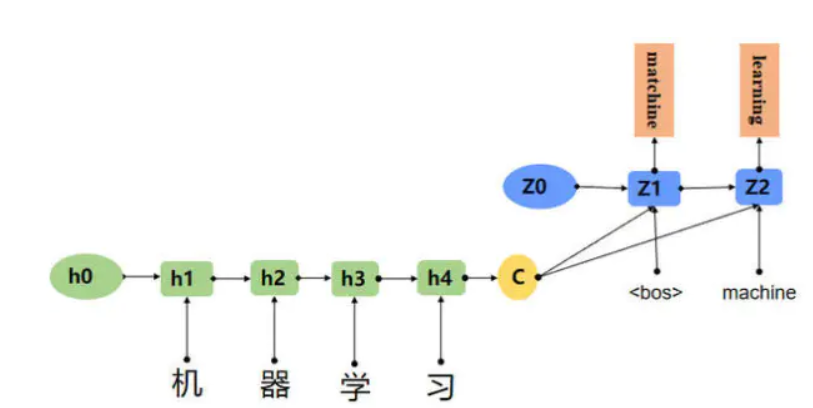 matchine
learning
Z0
Z1
Z2
h0
h1
h2
h3
h4
C
<bos>
machine
机
器
学
习